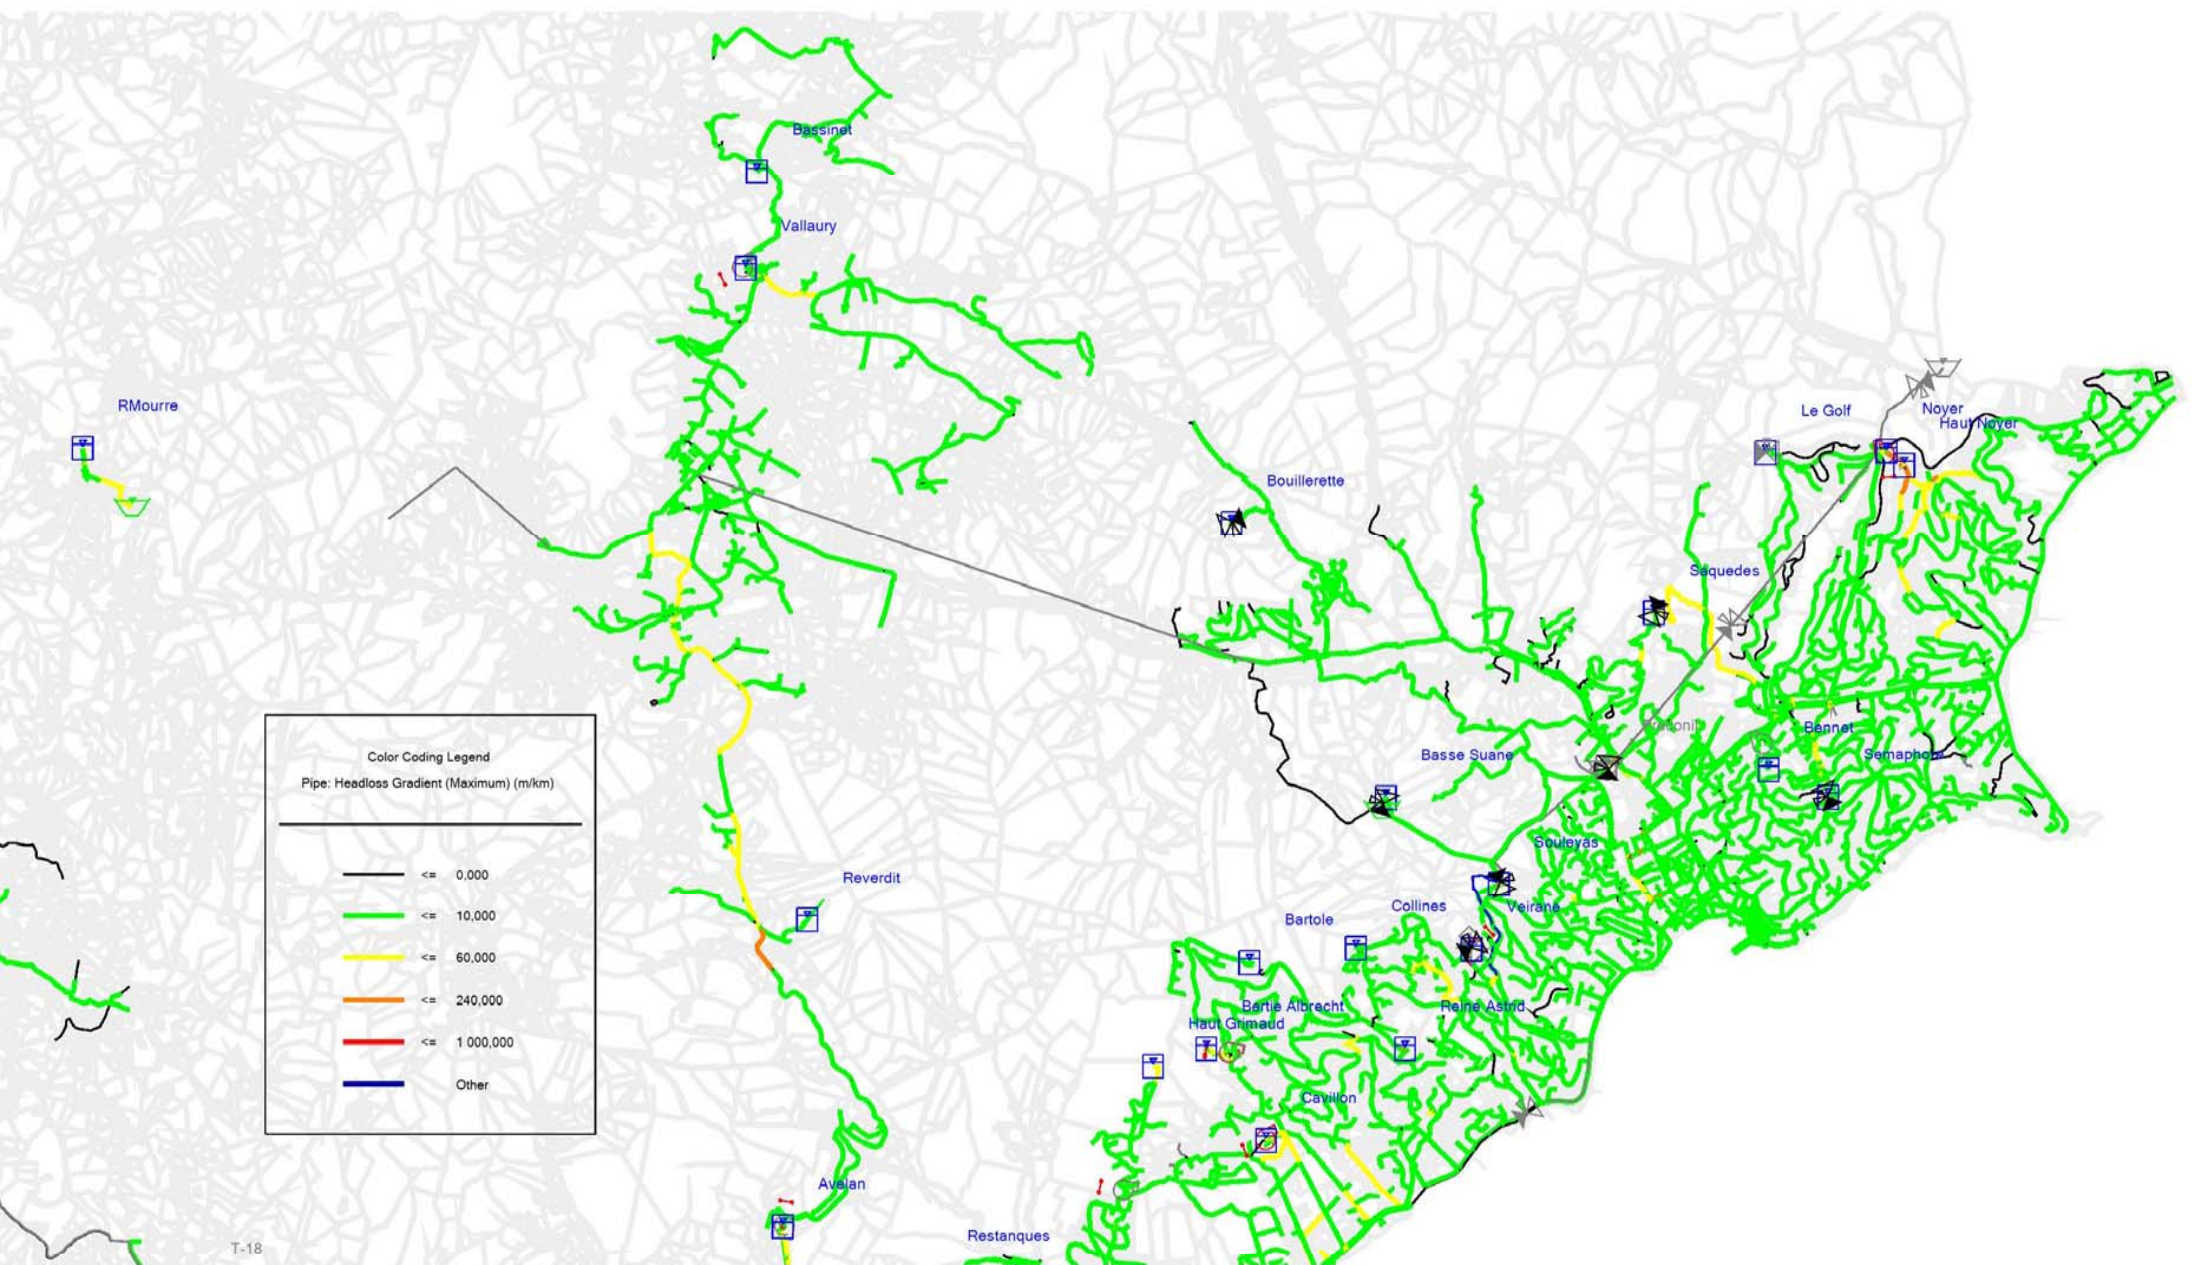 Bassinet
Vallaury
RMourre
Le Golf
Noyer
Haut Noyer
Bouillerette
Saquedes
Bennet
Basse Suane
Semaphore
Color Coding Legend
Pipe: Headloss Gradient (Maximum) (m/km)
<= 0,000
<= 10,000
<= 60,000
<= 240,000
<= 1 000,000
Other
Souleyas
Reverdit
Collines
Veirane
Bartole
Bertie Albrecht
Reine Astrid
Haut Grimaud
Cavillon
Avelan
Restanques
T-18